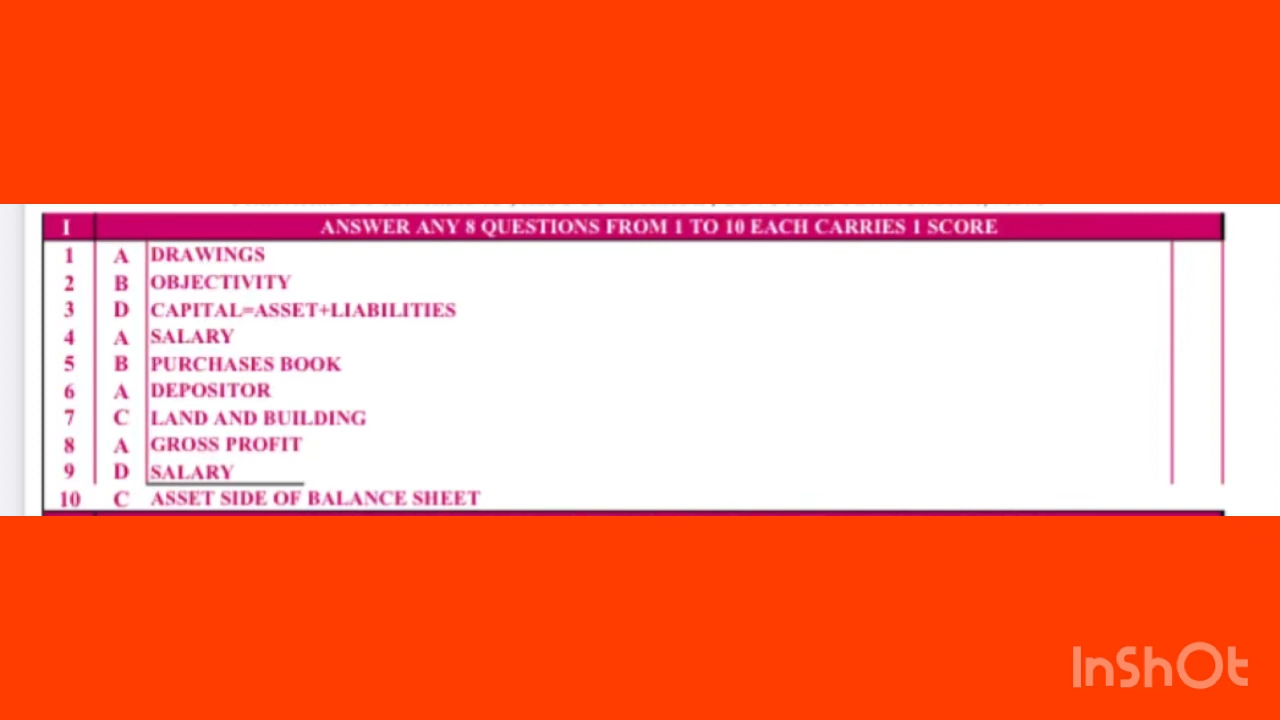 I ANSWER ANY 8 QUESTIONS FROM 1 TO 10 EACH CARRIES 1 SCORE
1 A DRAWINGS
2 B OBJECTIVITY
3 D CAPITAL=ASSET+LIABILITIES
4 A SALARY
5 B PURCHASES BOOK
6 A DEPOSITOR
7 C LAND AND BUILDING
8 A GROSS PROFIT
9 D SALARY
10 C ASSET SIDE OF BALANCE SHEET
InShOt